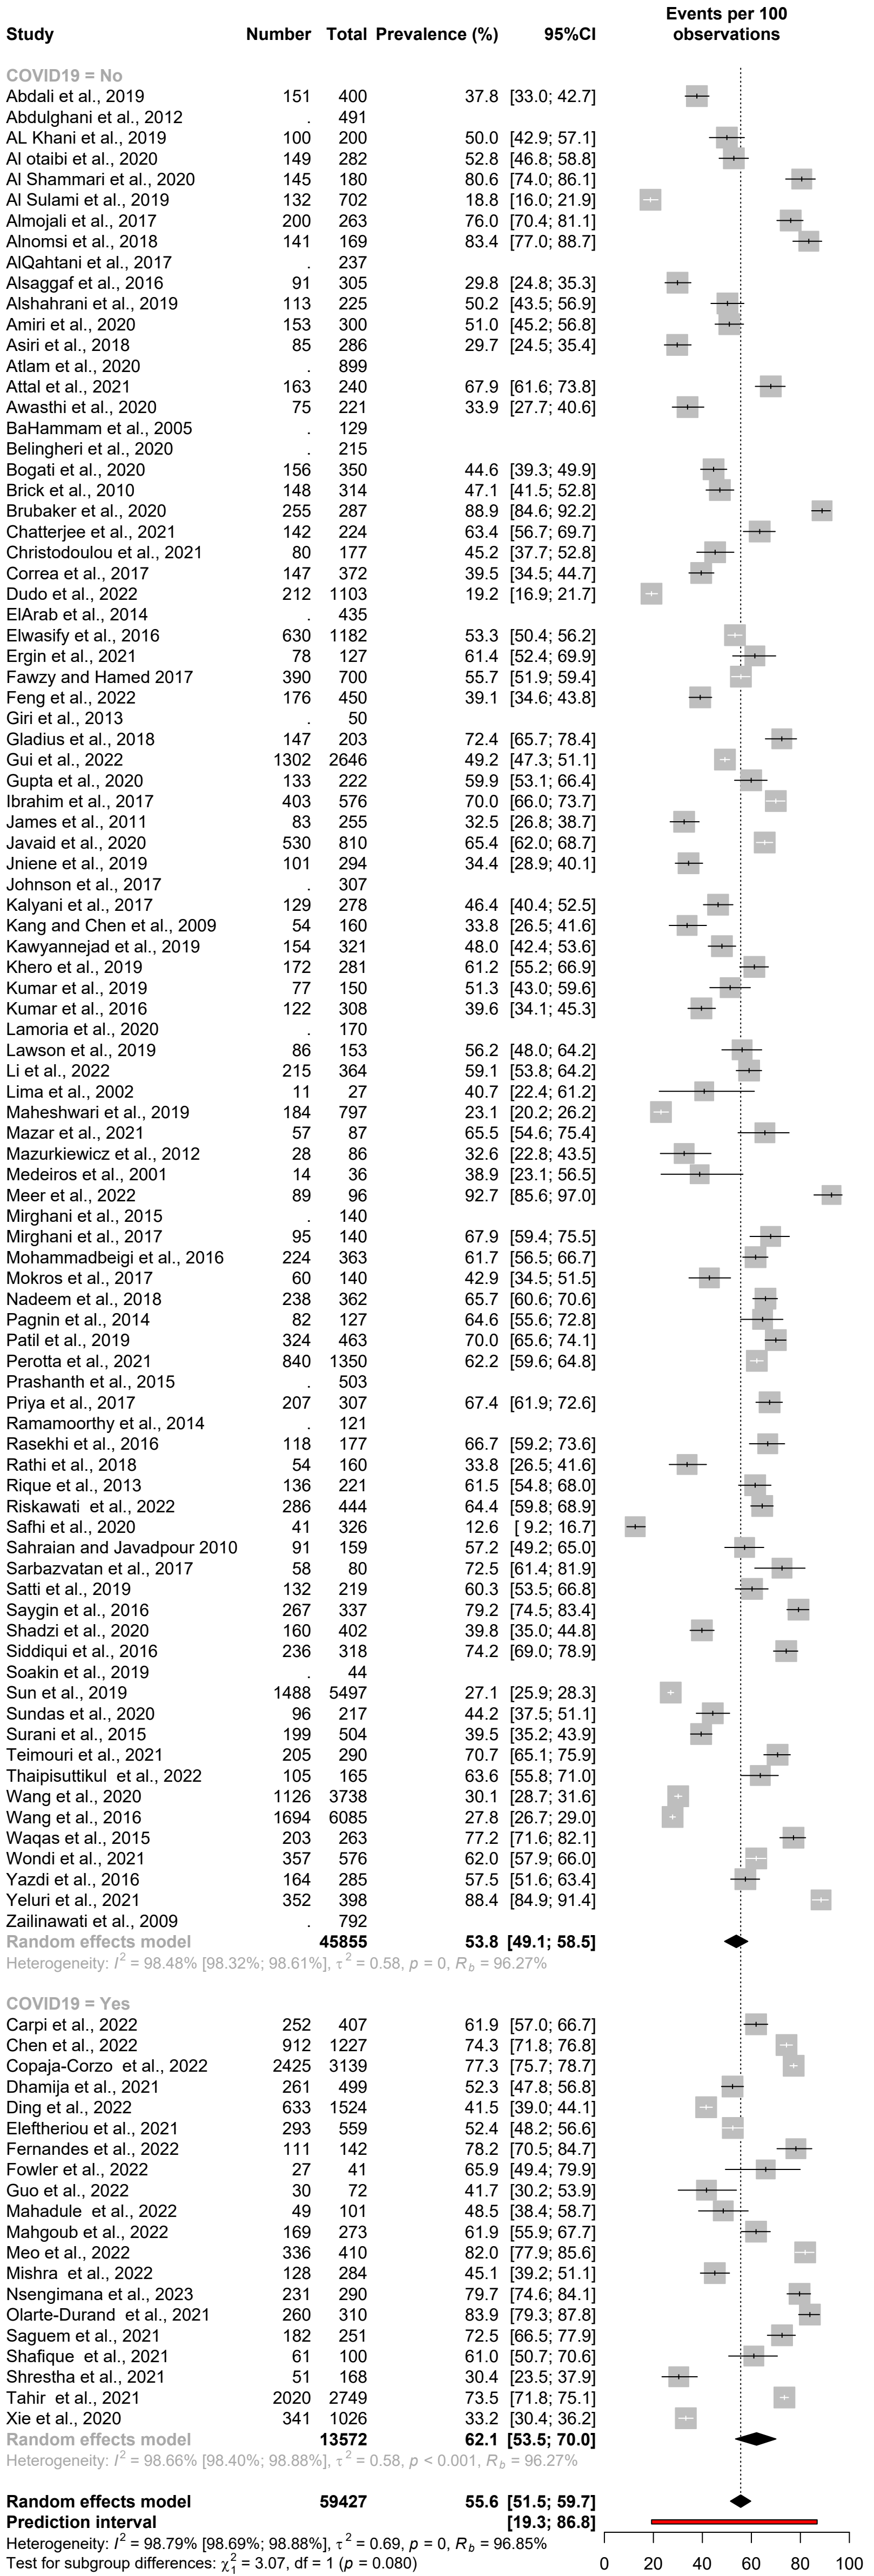 Events per 100
Study Number Total Prevalence (%) 95%CI observations
COVID19 = No
Abdali et al., 2019 151 400 37.8 [33.0; 42.7]
Abdulghani et al., 2012 . 491
AL Khani et al., 2019 100 200 50.0 [42.9; 57.1]
Al otaibi et al., 2020 149 282 52.8 [46.8; 58.8]
Al Shammari et al., 2020 145 180 80.6 [74.0; 86.1]
Al Sulami et al., 2019 132 702 18.8 [16.0; 21.9]
Almojali et al., 2017 200 263 76.0 [70.4; 81.1]
Alnomsi et al., 2018 141 169 83.4 [77.0; 88.7]
AlQahtani et al., 2017 . 237
Alsaggaf et al., 2016 91 305 29.8 [24.8; 35.3]
Alshahrani et al., 2019 113 225 50.2 [43.5; 56.9]
Amiri et al., 2020 153 300 51.0 [45.2; 56.8]
Asiri et al., 2018 85 286 29.7 [24.5; 35.4]
Atlam et al., 2020 . 899
Attal et al., 2021 163 240 67.9 [61.6; 73.8]
Awasthi et al., 2020 75 221 33.9 [27.7; 40.6]
BaHammam et al., 2005 . 129
Belingheri et al., 2020 . 215
Bogati et al., 2020 156 350 44.6 [39.3; 49.9]
Brick et al., 2010 148 314 47.1 [41.5; 52.8]
Brubaker et al., 2020 255 287 88.9 [84.6; 92.2]
Chatterjee et al., 2021 142 224 63.4 [56.7; 69.7]
Christodoulou et al., 2021 80 177 45.2 [37.7; 52.8]
Correa et al., 2017 147 372 39.5 [34.5; 44.7]
Dudo et al., 2022 212 1103 19.2 [16.9; 21.7]
ElArab et al., 2014 . 435
Elwasify et al., 2016 630 1182 53.3 [50.4; 56.2]
Ergin et al., 2021 78 127 61.4 [52.4; 69.9]
Fawzy and Hamed 2017 390 700 55.7 [51.9; 59.4]
Feng et al., 2022 176 450 39.1 [34.6; 43.8]
Giri et al., 2013 . 50
Gladius et al., 2018 147 203 72.4 [65.7; 78.4]
Gui et al., 2022 1302 2646 49.2 [47.3; 51.1]
Gupta et al., 2020 133 222 59.9 [53.1; 66.4]
Ibrahim et al., 2017 403 576 70.0 [66.0; 73.7]
James et al., 2011 83 255 32.5 [26.8; 38.7]
Javaid et al., 2020 530 810 65.4 [62.0; 68.7]
Jniene et al., 2019 101 294 34.4 [28.9; 40.1]
Johnson et al., 2017 . 307
Kalyani et al., 2017 129 278 46.4 [40.4; 52.5]
Kang and Chen et al., 2009 54 160 33.8 [26.5; 41.6]
Kawyannejad et al., 2019 154 321 48.0 [42.4; 53.6]
Khero et al., 2019 172 281 61.2 [55.2; 66.9]
Kumar et al., 2019 77 150 51.3 [43.0; 59.6]
Kumar et al., 2016 122 308 39.6 [34.1; 45.3]
Lamoria et al., 2020 . 170
Lawson et al., 2019 86 153 56.2 [48.0; 64.2]
Li et al., 2022 215 364 59.1 [53.8; 64.2]
Lima et al., 2002 11 27 40.7 [22.4; 61.2]
Maheshwari et al., 2019 184 797 23.1 [20.2; 26.2]
Mazar et al., 2021 57 87 65.5 [54.6; 75.4]
Mazurkiewicz et al., 2012 28 86 32.6 [22.8; 43.5]
Medeiros et al., 2001 14 36 38.9 [23.1; 56.5]
Meer et al., 2022 89 96 92.7 [85.6; 97.0]
Mirghani et al., 2015 . 140
Mirghani et al., 2017 95 140 67.9 [59.4; 75.5]
Mohammadbeigi et al., 2016 224 363 61.7 [56.5; 66.7]
Mokros et al., 2017 60 140 42.9 [34.5; 51.5]
Nadeem et al., 2018 238 362 65.7 [60.6; 70.6]
Pagnin et al., 2014 82 127 64.6 [55.6; 72.8]
Patil et al., 2019 324 463 70.0 [65.6; 74.1]
Perotta et al., 2021 840 1350 62.2 [59.6; 64.8]
Prashanth et al., 2015 . 503
Priya et al., 2017 207 307 67.4 [61.9; 72.6]
Ramamoorthy et al., 2014 . 121
Rasekhi et al., 2016 118 177 66.7 [59.2; 73.6]
Rathi et al., 2018 54 160 33.8 [26.5; 41.6]
Rique et al., 2013 136 221 61.5 [54.8; 68.0]
Riskawati et al., 2022 286 444 64.4 [59.8; 68.9]
Safhi et al., 2020 41 326 12.6 [ 9.2; 16.7]
Sahraian and Javadpour 2010 91 159 57.2 [49.2; 65.0]
Sarbazvatan et al., 2017 58 80 72.5 [61.4; 81.9]
Satti et al., 2019 132 219 60.3 [53.5; 66.8]
Saygin et al., 2016 267 337 79.2 [74.5; 83.4]
Shadzi et al., 2020 160 402 39.8 [35.0; 44.8]
Siddiqui et al., 2016 236 318 74.2 [69.0; 78.9]
Soakin et al., 2019 . 44
Sun et al., 2019 1488 5497 27.1 [25.9; 28.3]
Sundas et al., 2020 96 217 44.2 [37.5; 51.1]
Surani et al., 2015 199 504 39.5 [35.2; 43.9]
Teimouri et al., 2021 205 290 70.7 [65.1; 75.9]
Thaipisuttikul et al., 2022 105 165 63.6 [55.8; 71.0]
Wang et al., 2020 1126 3738 30.1 [28.7; 31.6]
Wang et al., 2016 1694 6085 27.8 [26.7; 29.0]
Waqas et al., 2015 203 263 77.2 [71.6; 82.1]
Wondi et al., 2021 357 576 62.0 [57.9; 66.0]
Yazdi et al., 2016 164 285 57.5 [51.6; 63.4]
Yeluri et al., 2021 352 398 88.4 [84.9; 91.4]
Zailinawati et al., 2009 . 792
Random effects model 45855 53.8 [49.1; 58.5]
Heterogeneity: I² = 98.48% [98.32%; 98.61%], τ² = 0.58, p = 0, R_b = 96.27%
COVID19 = Yes
Carpi et al., 2022 252 407 61.9 [57.0; 66.7]
Chen et al., 2022 912 1227 74.3 [71.8; 76.8]
Copaja-Corzo et al., 2022 2425 3139 77.3 [75.7; 78.7]
Dhamija et al., 2021 261 499 52.3 [47.8; 56.8]
Ding et al., 2022 633 1524 41.5 [39.0; 44.1]
Eleftheriou et al., 2021 293 559 52.4 [48.2; 56.6]
Fernandes et al., 2022 111 142 78.2 [70.5; 84.7]
Fowler et al., 2022 27 41 65.9 [49.4; 79.9]
Guo et al., 2022 30 72 41.7 [30.2; 53.9]
Mahadule et al., 2022 49 101 48.5 [38.4; 58.7]
Mahgoub et al., 2022 169 273 61.9 [55.9; 67.7]
Meo et al., 2022 336 410 82.0 [77.9; 85.6]
Mishra et al., 2022 128 284 45.1 [39.2; 51.1]
Nsengimana et al., 2023 231 290 79.7 [74.6; 84.1]
Olarte-Durand et al., 2021 260 310 83.9 [79.3; 87.8]
Saguem et al., 2021 182 251 72.5 [66.5; 77.9]
Shafique et al., 2021 61 100 61.0 [50.7; 70.6]
Shrestha et al., 2021 51 168 30.4 [23.5; 37.9]
Tahir et al., 2021 2020 2749 73.5 [71.8; 75.1]
Xie et al., 2020 341 1026 33.2 [30.4; 36.2]
Random effects model 13572 62.1 [53.5; 70.0]
Heterogeneity: I² = 98.66% [98.40%; 98.88%], τ² = 0.58, p < 0.001, R_b = 96.27%
Random effects model 59427 55.6 [51.5; 59.7]
Prediction interval [19.3; 86.8]
Heterogeneity: I² = 98.79% [98.69%; 98.88%], τ² = 0.69, p = 0, R_b = 96.85%
Test for subgroup differences: χ²₁ = 3.07, df = 1 (p = 0.080)
0 20 40 60 80 100